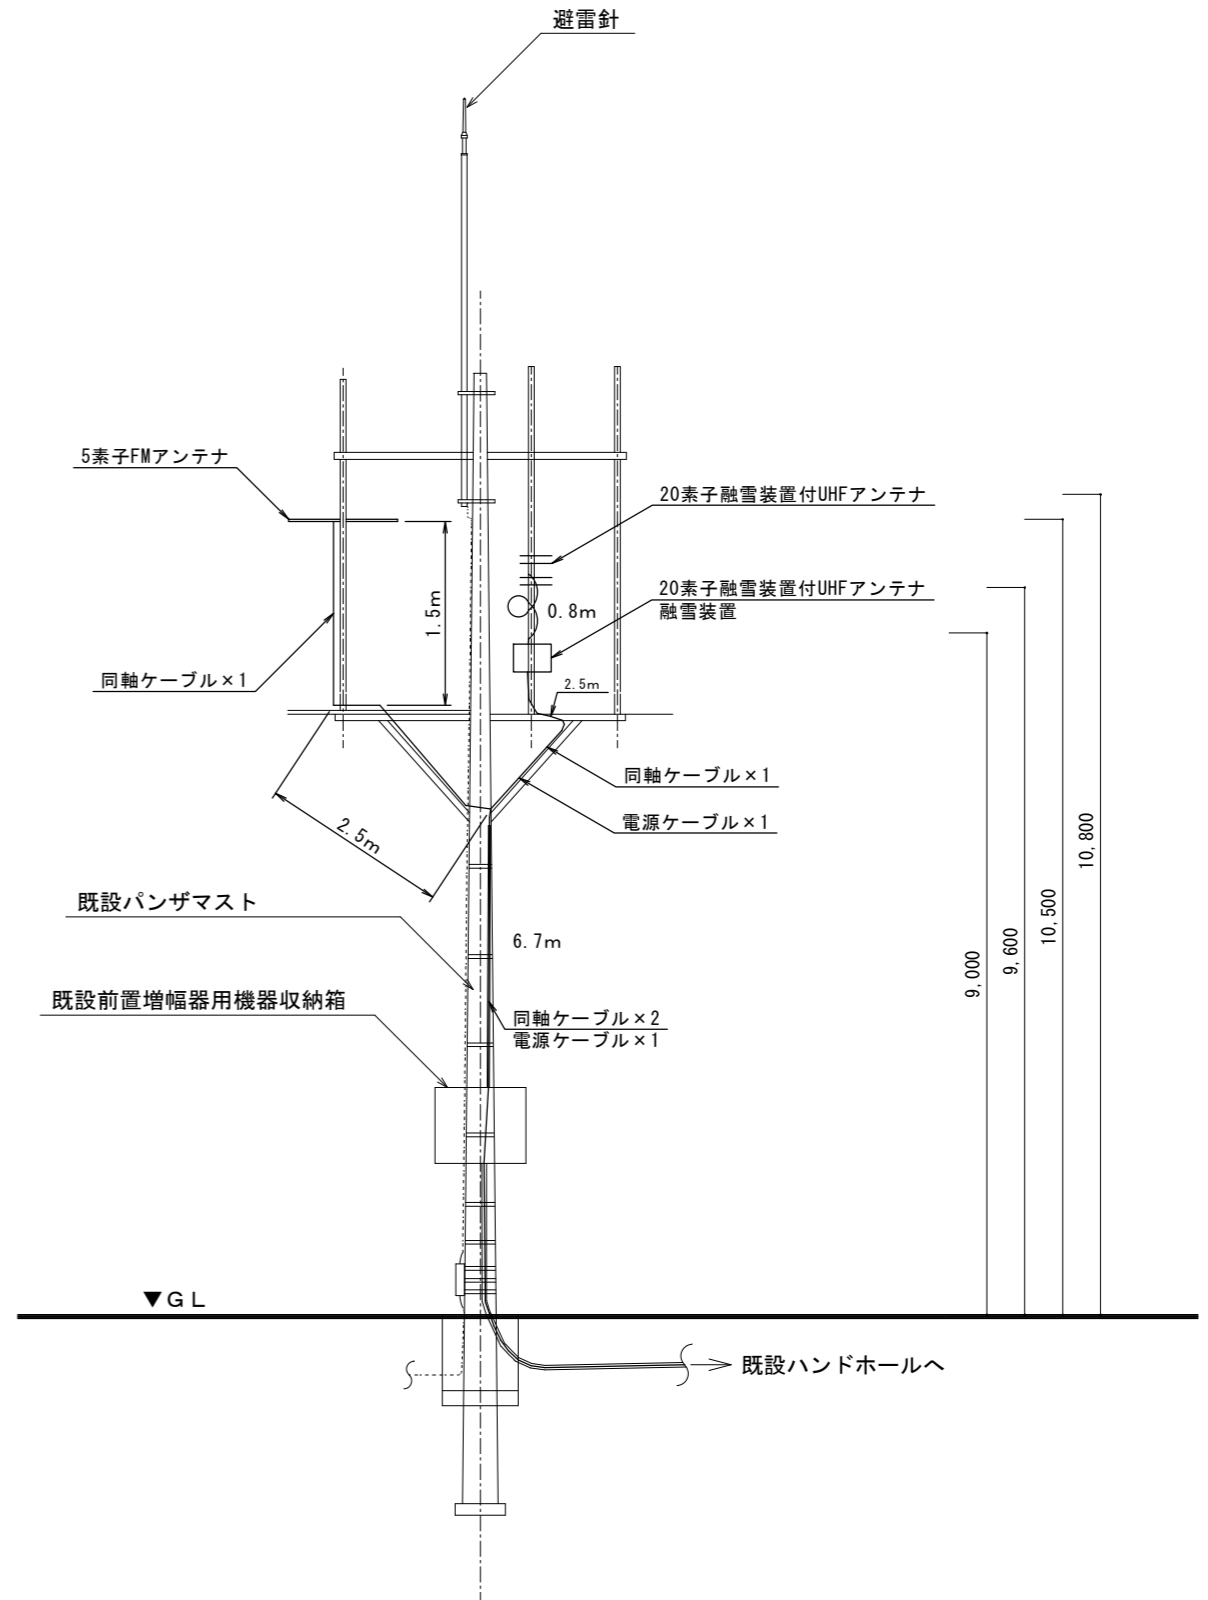 避雷針
5素子FMアンテナ
20素子融雪装置付UHFアンテナ
20素子融雪装置付UHFアンテナ
融雪装置
1.5m
0.8m
同軸ケーブル×1
2.5m
同軸ケーブル×1
電源ケーブル×1
2.5m
10,800
既設パンザマスト
6.7m
10,500
9,600
9,000
既設前置増幅器用機器収納箱
同軸ケーブル×2
電源ケーブル×1
▼GL
既設ハンドホールへ